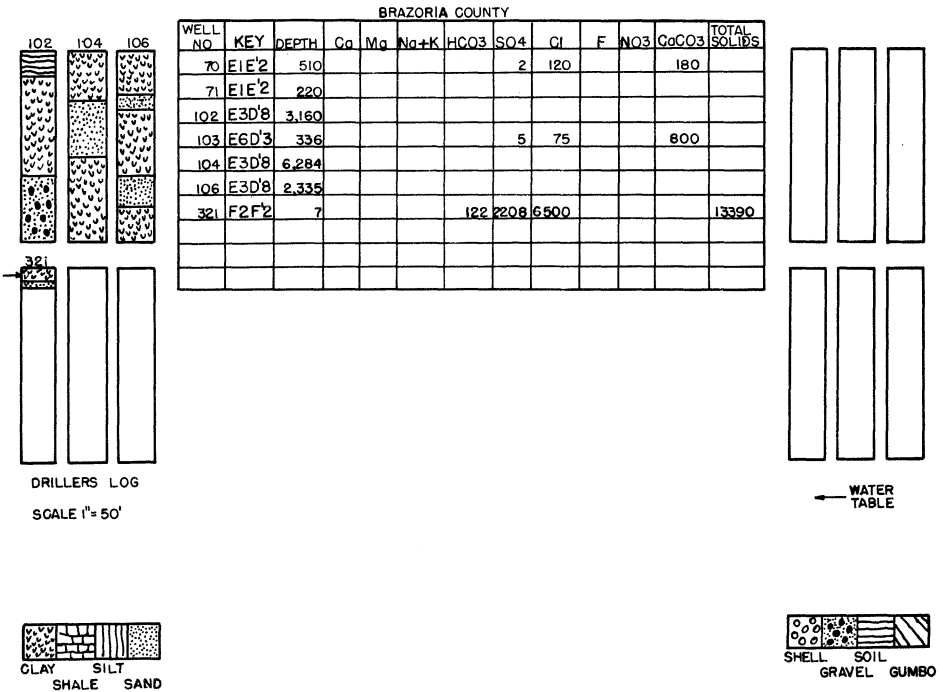 BRAZORIA COUNTY
102 104 106
WELL NO KEY DEPTH Ca Mg Na+K HCO3 SO4 Cl F NO3 CaCO3 TOTAL SOLIDS
70 E1E'2 510 2 120 180
71 E1E'2 220
102 E3D'8 3,160
103 E6D'3 336 5 75 800
104 E3D'8 6,284
106 E3D'8 2,335
321 F2F'2 7 122 2208 6500 13390
321
DRILLERS LOG
SCALE 1"=50'
WATER
TABLE
CLAY SILT
SHALE SAND
SHELL SOIL
GRAVEL GUMBO